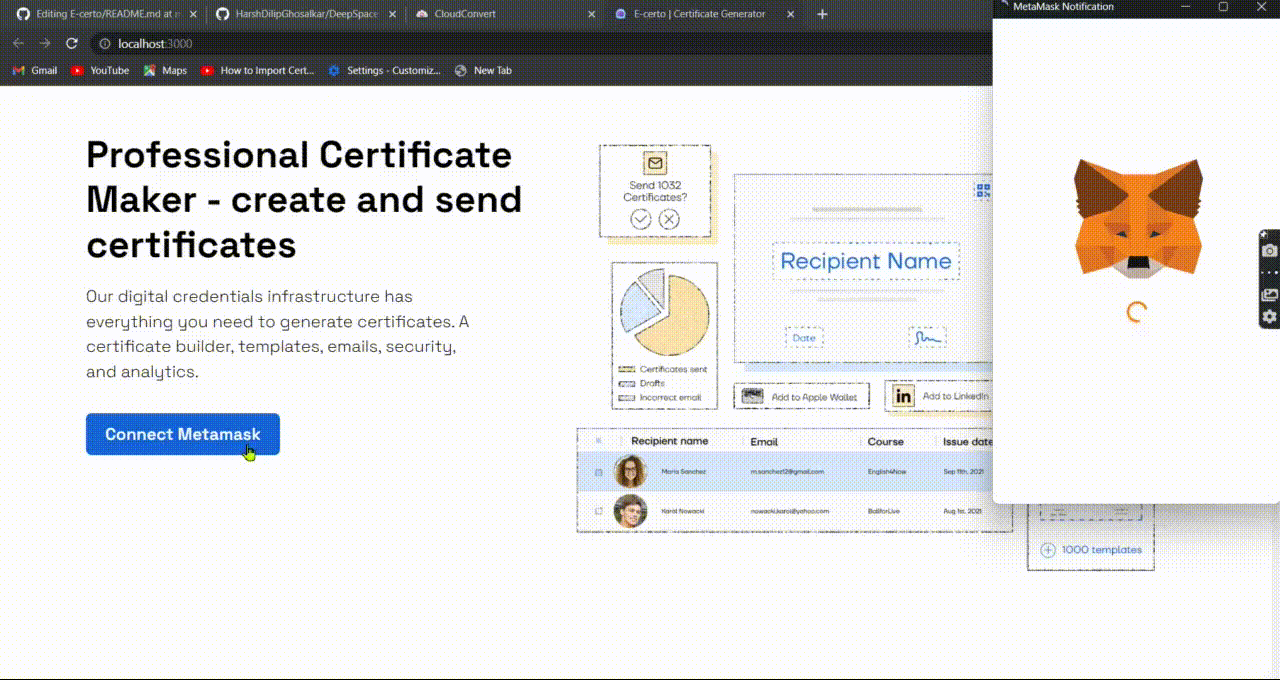 Editing E-certo/README.md at m
HarshDilipGhosalkar/DeepSpace
CloudConvert
E-certo | Certificate Generator
MetaMask Notification
localhost:3000
Gmail
YouTube
Maps
How to Import Cert...
Settings - Customiz...
New Tab
Professional Certificate
Maker - create and send
certificates
Our digital credentials infrastructure has
everything you need to generate certificates. A
certificate builder, templates, emails, security,
and analytics.
Connect Metamask
Send 1032
Certificates?
Recipient Name
Date
Certificates sent
Drafts
Incorrect email
Add to Apple Wallet
in
Add to LinkedIn
Recipient name
Email
Course
Issue date
Maria Sanchez
m.sanchez12@gmail.com
English4Now
Sep 11th, 2021
Karol Nowacki
nowacki.karol@yahoo.com
BaliforLive
Aug 1st, 2021
1000 templates